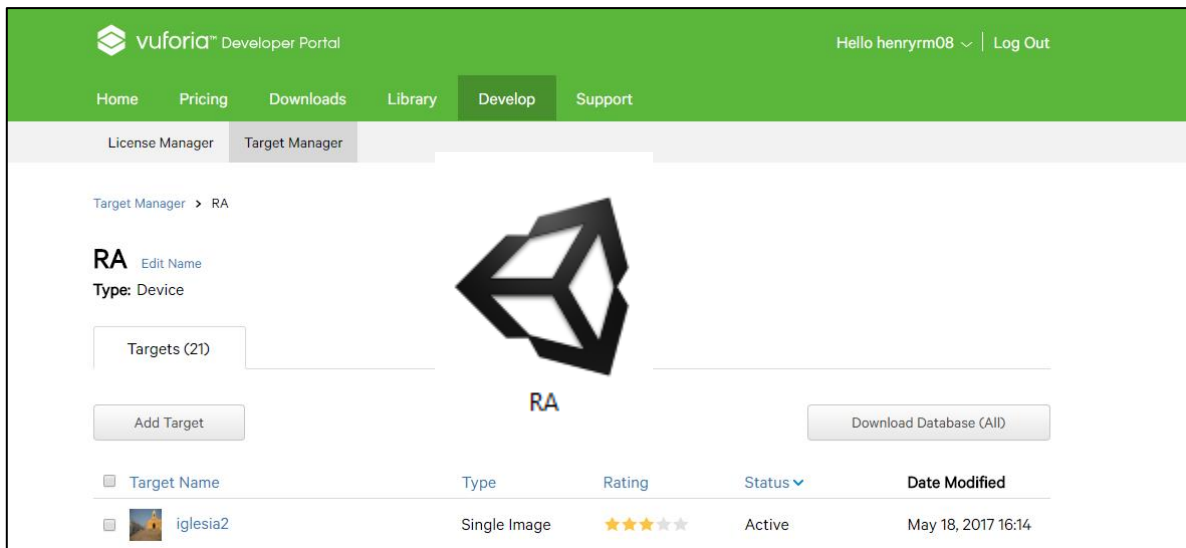 vuforia™ Developer Portal
Hello henryrm08 | Log Out
Home Pricing Downloads Library Develop Support
License Manager Target Manager
Target Manager > RA
RA Edit Name
Type: Device
Targets (21)
RA
Add Target Download Database (All)
Target Name Type Rating Status Date Modified
iglesia2 Single Image Active May 18, 2017 16:14